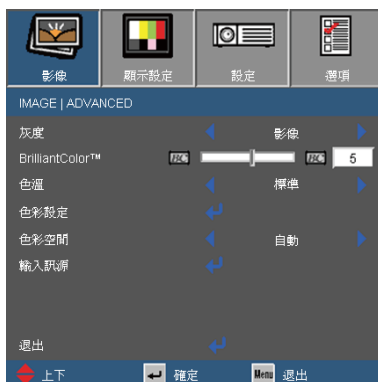 影像 顯示設定 設定 選項
IMAGE | ADVANCED
灰度 影像
BrilliantColor™ BC BC 5
色溫 標準
色彩設定
色彩空間 自動
輸入訊源
退出
上下 確定 Menu 退出